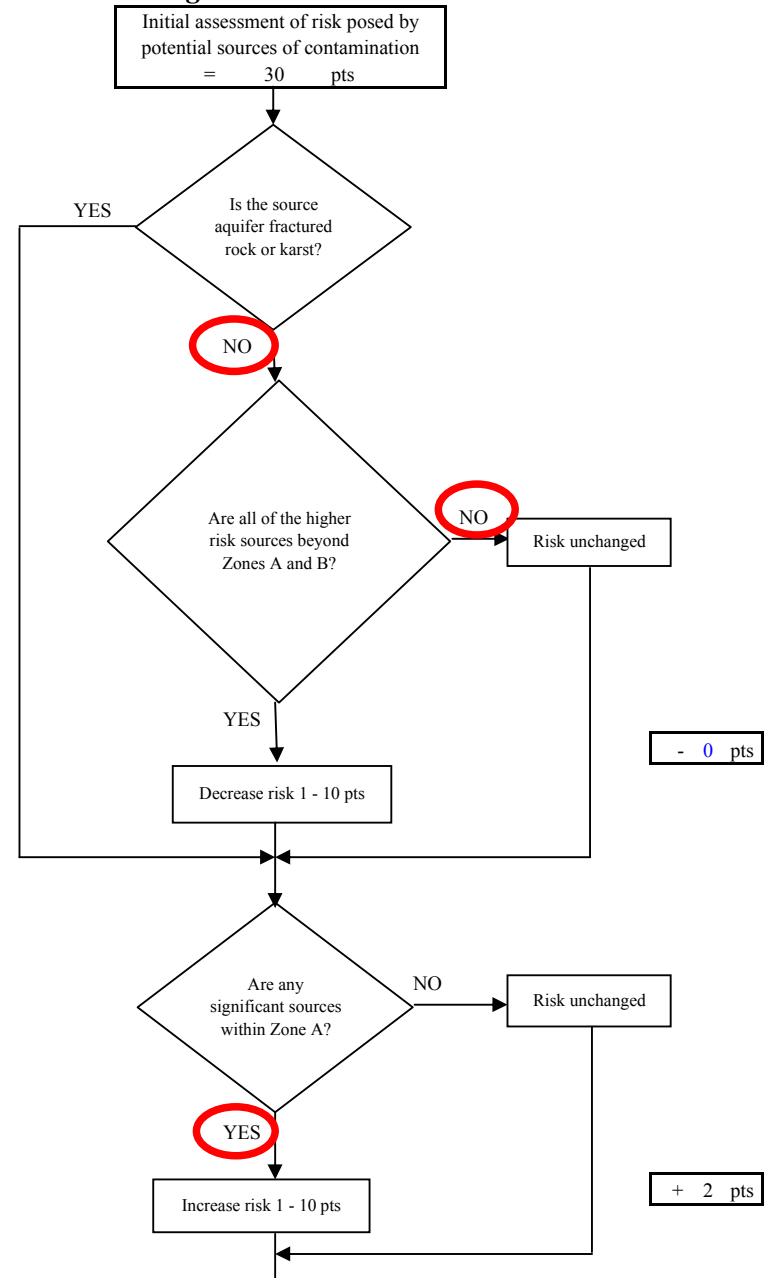 Initial assessment of risk posed by
potential sources of contamination
= 30 pts
YES
Is the source
aquifer fractured
rock or karst?
NO
Are all of the higher
risk sources beyond
Zones A and B?
NO
Risk unchanged
YES
- 0 pts
Decrease risk 1 - 10 pts
Are any
significant sources
within Zone A?
NO
Risk unchanged
YES
+ 2 pts
Increase risk 1 - 10 pts